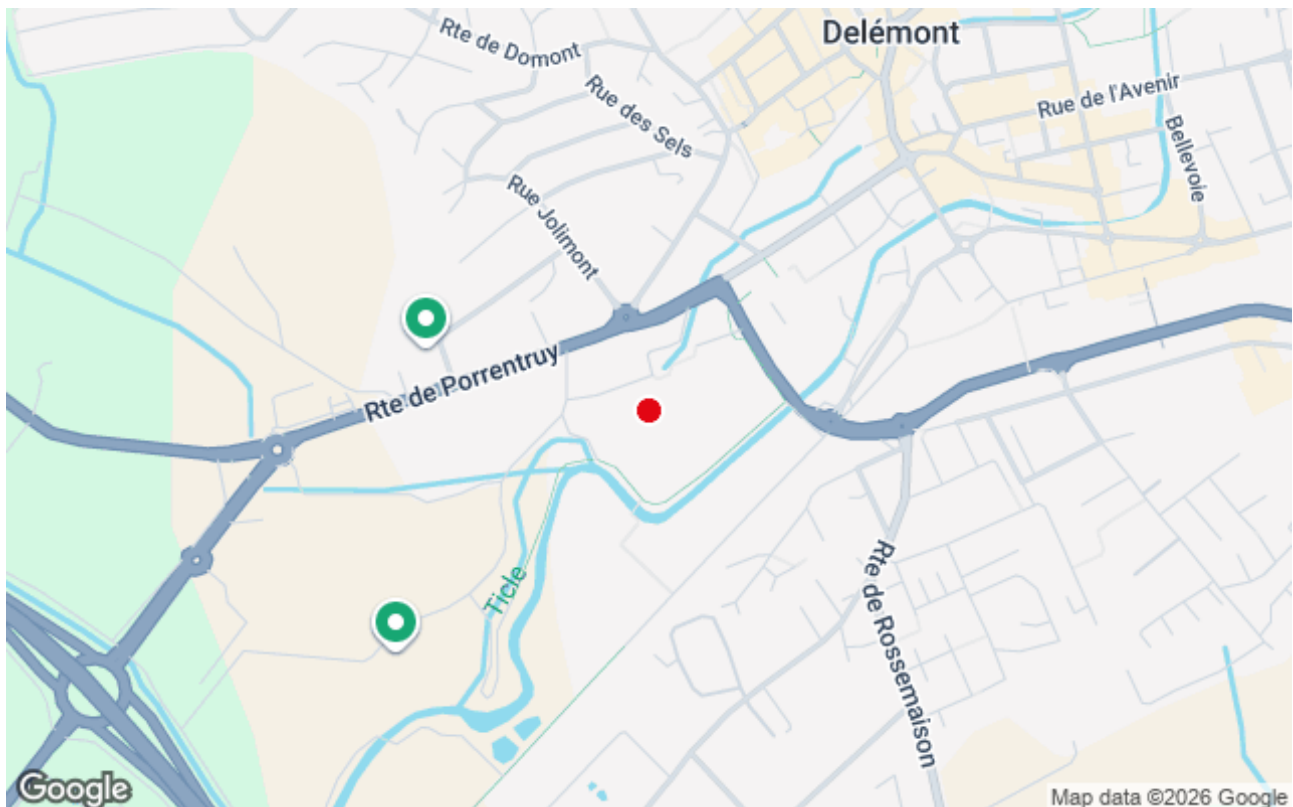 Delémont
Rte de Domont
Rue de l'Avenir
Rue des Sels
Bellevoie
Rue Jolimont
Rte de Porrentruy
Ticle
Rte de Rossemaison
Google
Map data ©2026 Google